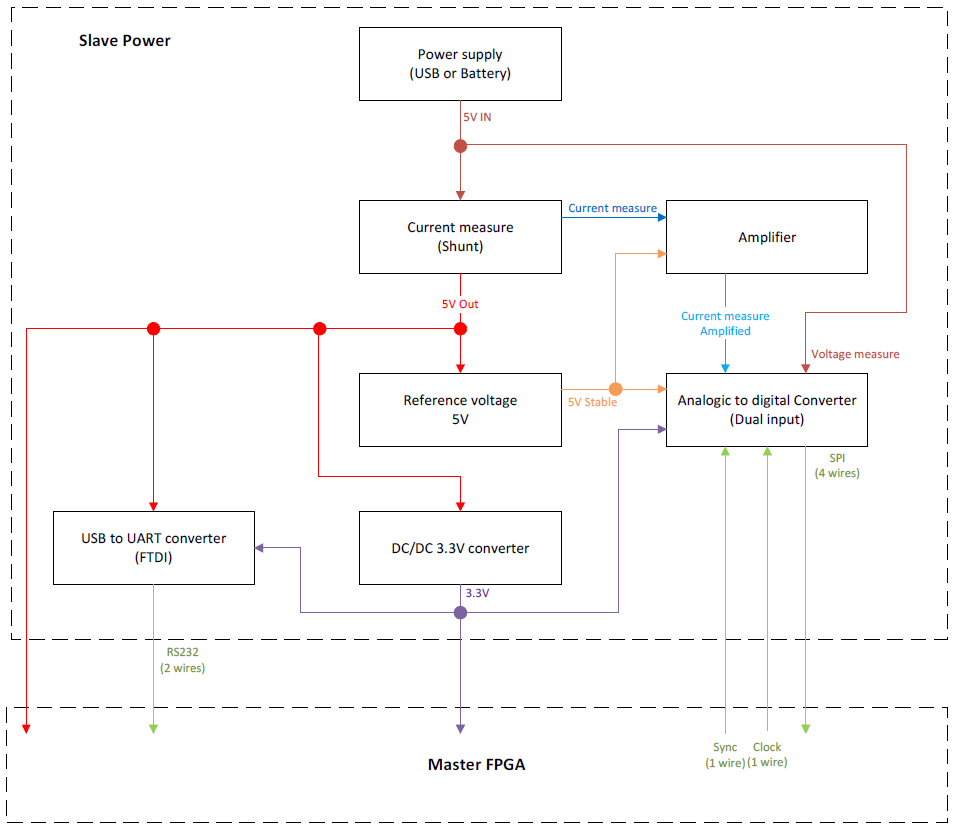 Slave Power
Power supply
(USB or Battery)
5V IN
Current measure
(Shunt)
Current measure
Amplifier
5V Out
Current measure
Amplified
Voltage measure
Reference voltage
5V
5V Stable
Analogic to digital Converter
(Dual input)
SPI
(4 wires)
USB to UART converter
(FTDI)
DC/DC 3.3V converter
3.3V
RS232
(2 wires)
Sync
(1 wire)
Clock
(1 wire)
Master FPGA